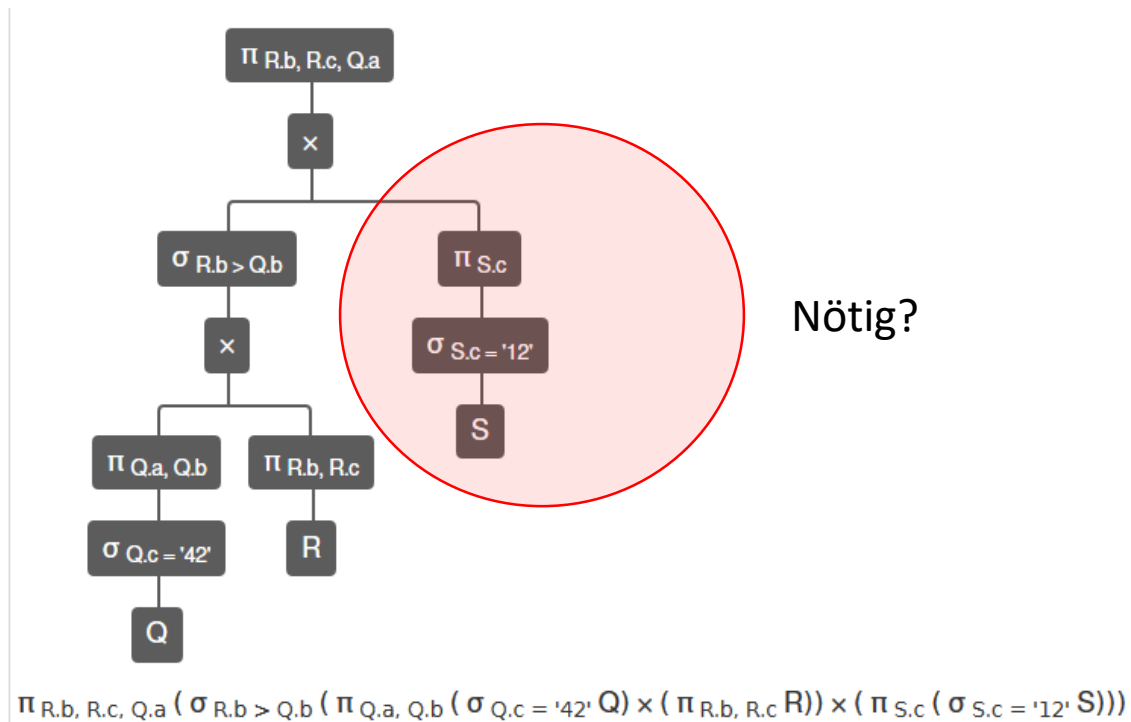 π R.b, R.c, Q.a
×
σ R.b > Q.b
π S.c
×
σ S.c = '12'
Nötig?
S
π Q.a, Q.b
π R.b, R.c
σ Q.c = '42'
R
Q
π R.b, R.c, Q.a ( σ R.b > Q.b ( π Q.a, Q.b ( σ Q.c = '42' Q) × ( π R.b, R.c R)) × ( π S.c ( σ S.c = '12' S)))